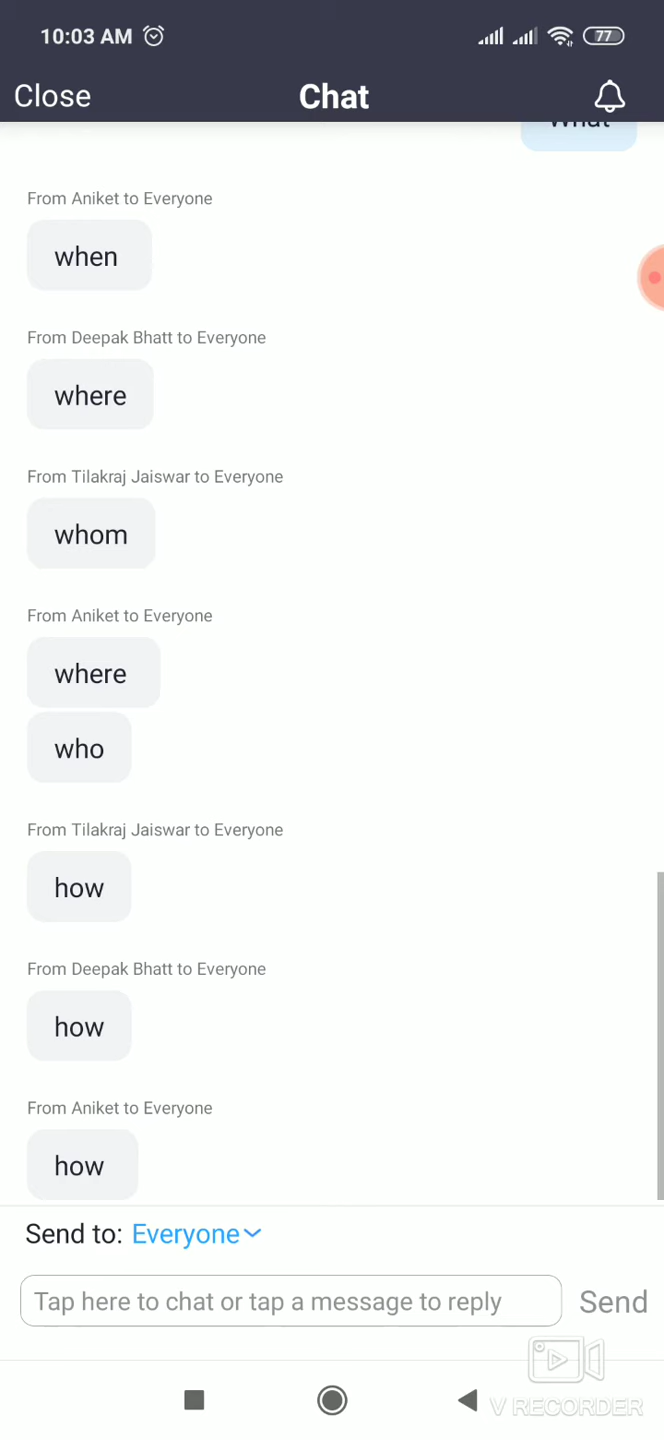 10:03 AM
77
Close
Chat
What
From Aniket to Everyone
when
From Deepak Bhatt to Everyone
where
From Tilakraj Jaiswar to Everyone
whom
From Aniket to Everyone
where
who
From Tilakraj Jaiswar to Everyone
how
From Deepak Bhatt to Everyone
how
From Aniket to Everyone
how
Send to: Everyone
Tap here to chat or tap a message to reply
Send
V RECORDER